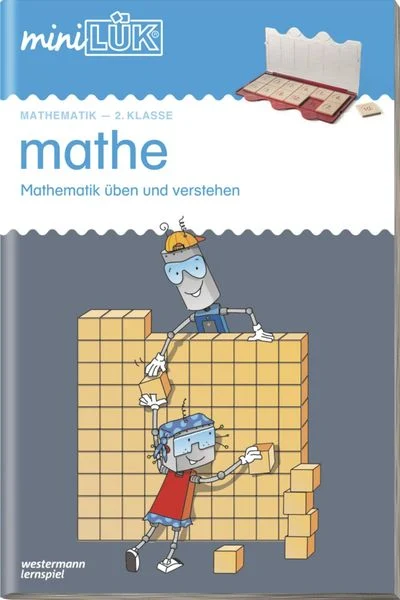 miniLÜK®
MATHEMATIK – 2. KLASSE
mathe
Mathematik üben und verstehen
westermann
lernspiel